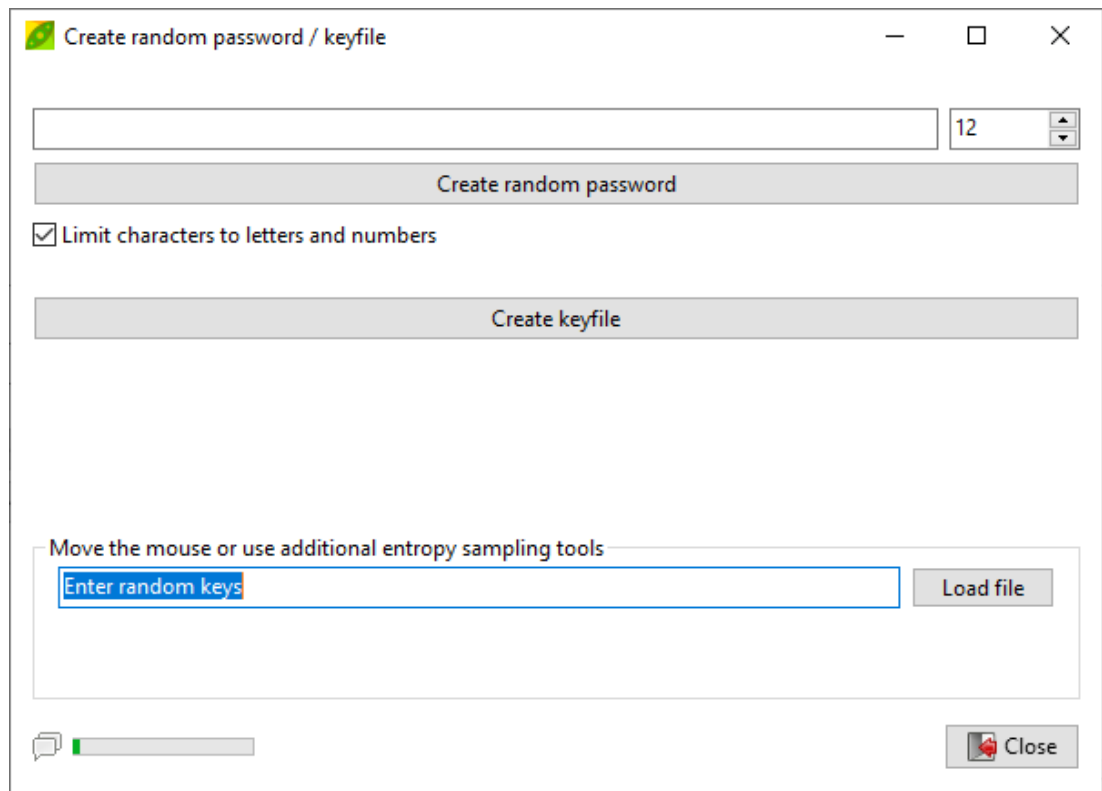 Create random password / keyfile
12
Create random password
Limit characters to letters and numbers
Create keyfile
Move the mouse or use additional entropy sampling tools
Enter random keys
Load file
Close